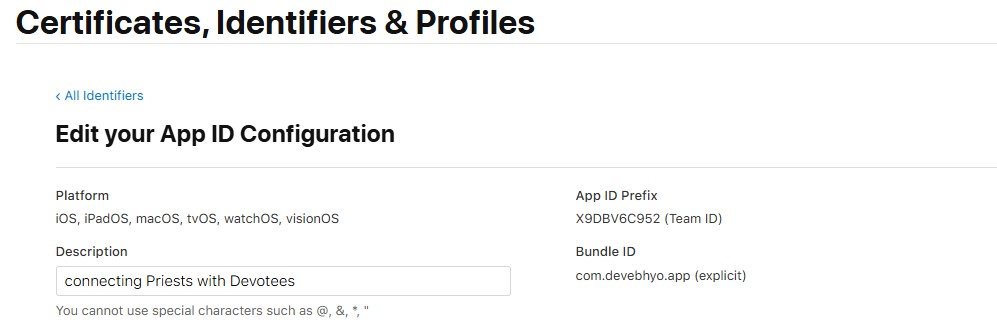 Certificates, Identifiers & Profiles
‹ All Identifiers
Edit your App ID Configuration
Platform
iOS, iPadOS, macOS, tvOS, watchOS, visionOS
App ID Prefix
X9DBV6C952 (Team ID)
Description
connecting Priests with Devotees
You cannot use special characters such as @, &, *, "
Bundle ID
com.devebhyo.app (explicit)